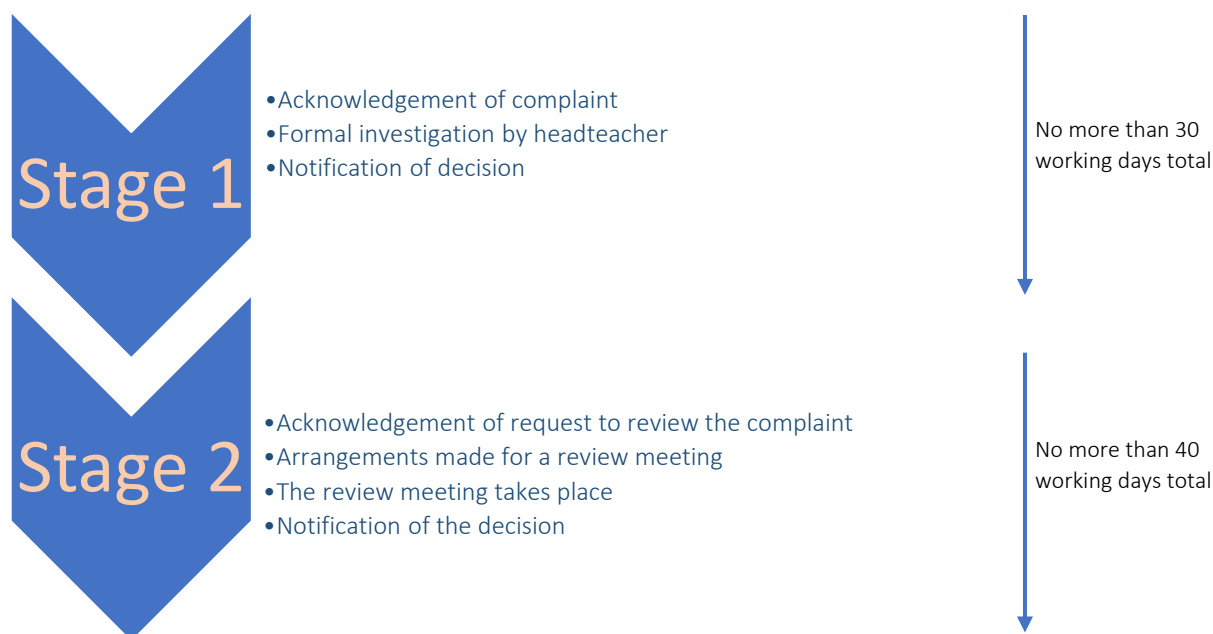 Stage 1
•Acknowledgement of complaint
•Formal investigation by headteacher
•Notification of decision
No more than 30
working days total
Stage 2
•Acknowledgement of request to review the complaint
•Arrangements made for a review meeting
•The review meeting takes place
•Notification of the decision
No more than 40
working days total